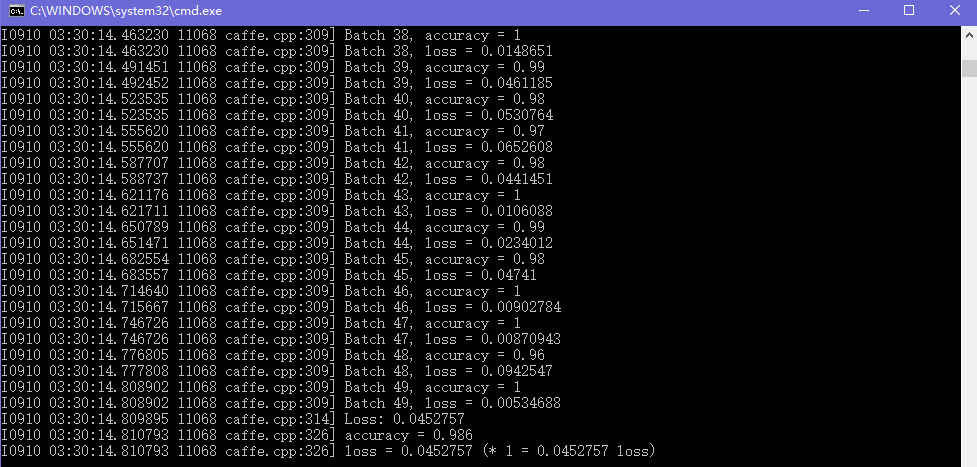 C:\WINDOWS\system32\cmd.exe
I0910 03:30:14.463230 11068 caffe.cpp:309] Batch 38, accuracy = 1
I0910 03:30:14.463230 11068 caffe.cpp:309] Batch 38, loss = 0.0148651
I0910 03:30:14.491451 11068 caffe.cpp:309] Batch 39, accuracy = 0.99
I0910 03:30:14.492452 11068 caffe.cpp:309] Batch 39, loss = 0.0461185
I0910 03:30:14.523535 11068 caffe.cpp:309] Batch 40, accuracy = 0.98
I0910 03:30:14.523535 11068 caffe.cpp:309] Batch 40, loss = 0.0530764
I0910 03:30:14.555620 11068 caffe.cpp:309] Batch 41, accuracy = 0.97
I0910 03:30:14.555620 11068 caffe.cpp:309] Batch 41, loss = 0.0652608
I0910 03:30:14.587707 11068 caffe.cpp:309] Batch 42, accuracy = 0.98
I0910 03:30:14.588737 11068 caffe.cpp:309] Batch 42, loss = 0.0441451
I0910 03:30:14.621176 11068 caffe.cpp:309] Batch 43, accuracy = 1
I0910 03:30:14.621711 11068 caffe.cpp:309] Batch 43, loss = 0.0106088
I0910 03:30:14.650789 11068 caffe.cpp:309] Batch 44, accuracy = 0.99
I0910 03:30:14.651471 11068 caffe.cpp:309] Batch 44, loss = 0.0234012
I0910 03:30:14.682554 11068 caffe.cpp:309] Batch 45, accuracy = 0.98
I0910 03:30:14.683557 11068 caffe.cpp:309] Batch 45, loss = 0.04741
I0910 03:30:14.714640 11068 caffe.cpp:309] Batch 46, accuracy = 1
I0910 03:30:14.715667 11068 caffe.cpp:309] Batch 46, loss = 0.00902784
I0910 03:30:14.746726 11068 caffe.cpp:309] Batch 47, accuracy = 1
I0910 03:30:14.746726 11068 caffe.cpp:309] Batch 47, loss = 0.00870943
I0910 03:30:14.776805 11068 caffe.cpp:309] Batch 48, accuracy = 0.96
I0910 03:30:14.777808 11068 caffe.cpp:309] Batch 48, loss = 0.0942547
I0910 03:30:14.808902 11068 caffe.cpp:309] Batch 49, accuracy = 1
I0910 03:30:14.808902 11068 caffe.cpp:309] Batch 49, loss = 0.00534688
I0910 03:30:14.809895 11068 caffe.cpp:314] Loss: 0.0452757
I0910 03:30:14.810793 11068 caffe.cpp:326] accuracy = 0.986
I0910 03:30:14.810793 11068 caffe.cpp:326] loss = 0.0452757 (* 1 = 0.0452757 loss)